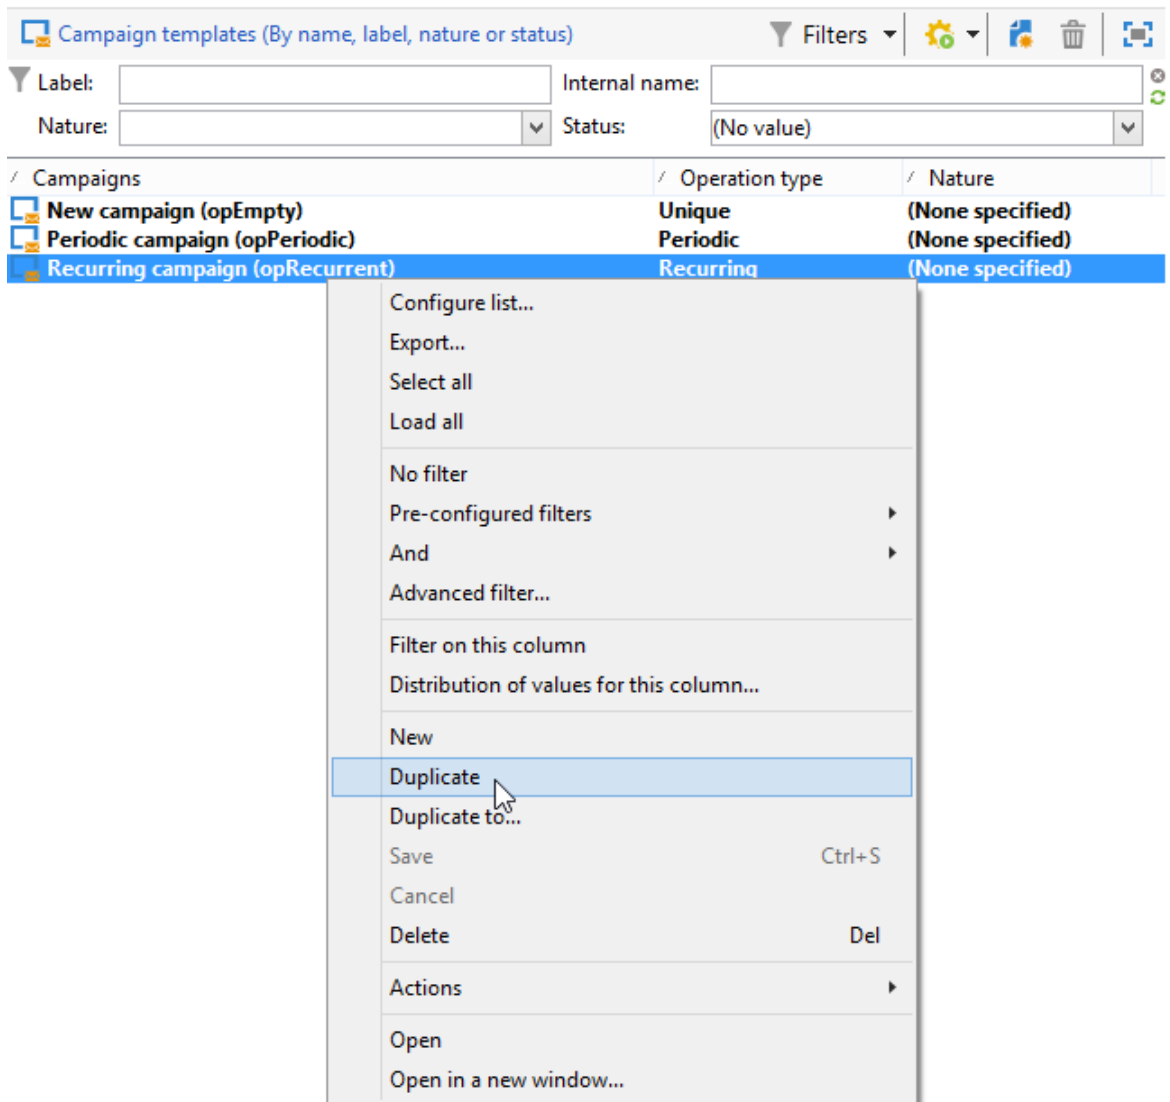 Campaign templates (By name, label, nature or status) Filters
Label: Internal name:
Nature: Status: (No value)
Campaigns Operation type Nature
New campaign (opEmpty) Unique (None specified)
Periodic campaign (opPeriodic) Periodic (None specified)
Recurring campaign (opRecurrent) Recurring (None specified)
Configure list...
Export...
Select all
Load all
No filter
Pre-configured filters
And
Advanced filter...
Filter on this column
Distribution of values for this column...
New
Duplicate
Duplicate to...
Save Ctrl+S
Cancel
Delete Del
Actions
Open
Open in a new window...